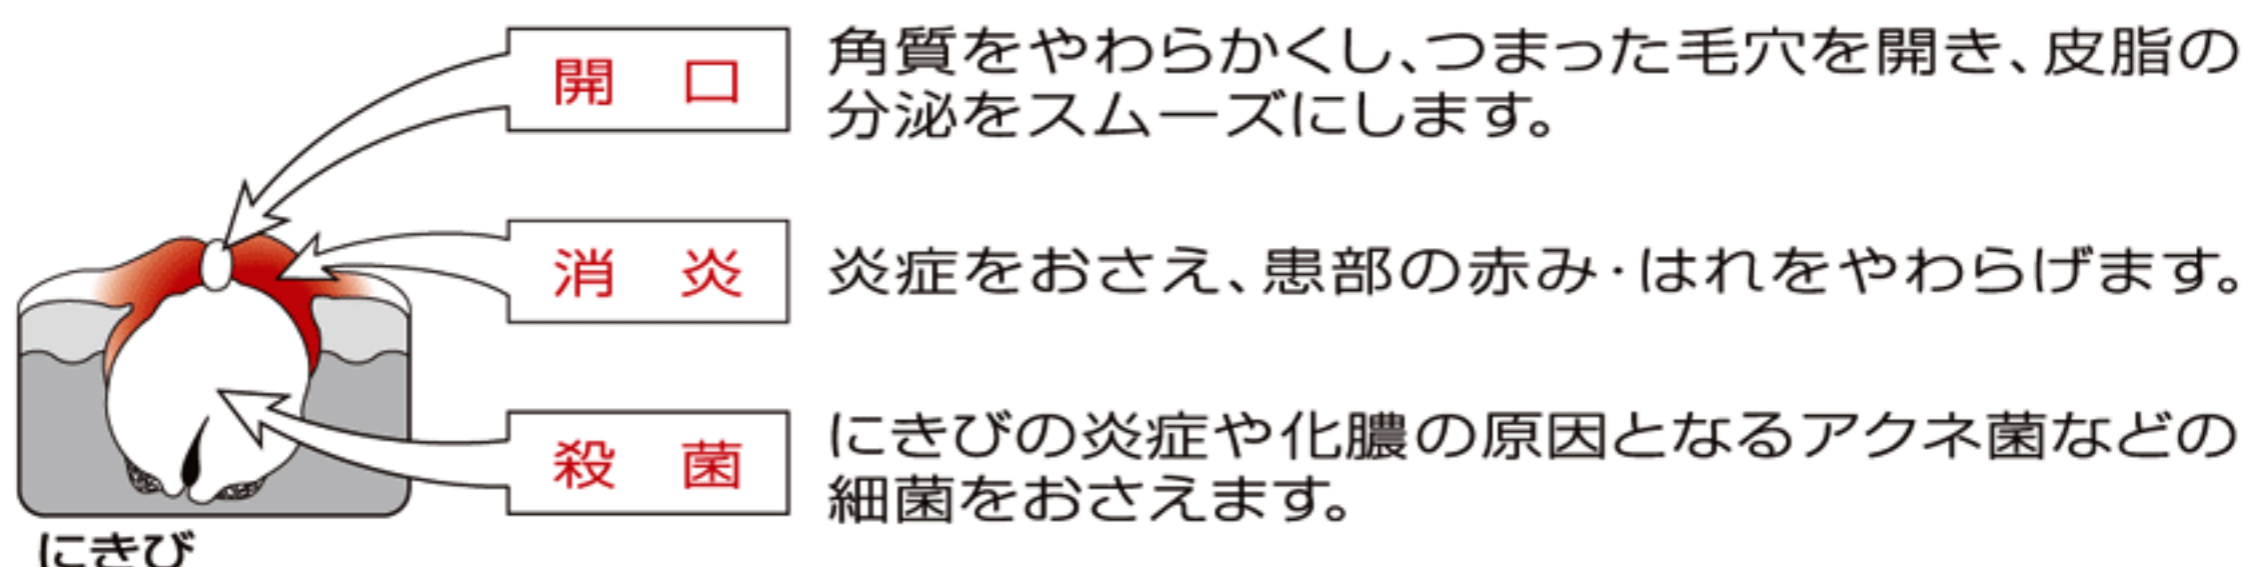 開 口
角質をやわらかくし、つまった毛穴を開き、皮脂の
分泌をスムーズにします。
消 炎
炎症をおさえ、患部の赤み・はれをやわらげます。
殺 菌
にきびの炎症や化膿の原因となるアクネ菌などの
細菌をおさえます。
にきび